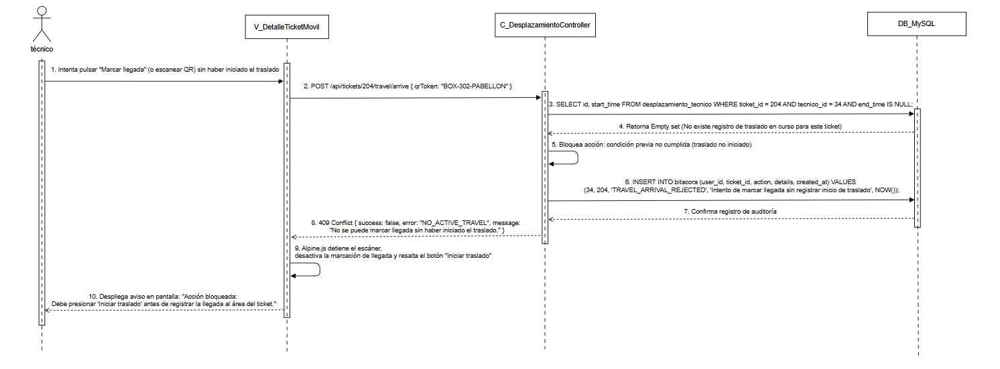 V_DetalleTicketMovil
C_DesplazamientoController
DB_MySQL
técnico
1. Intenta pulsar "Marcar llegada" (o escanear QR) sin haber iniciado el traslado
2. POST /api/tickets/204/travel/arrive { qrToken: "BOX-302-PABELLON" }
3. SELECT id, start_time FROM desplazamiento_tecnico WHERE ticket_id = 204 AND tecnico_id = 34 AND end_time IS NULL;
4. Retorna Empty set (No existe registro de traslado en curso para este ticket)
5. Bloquea acción: condición previa no cumplida (traslado no iniciado)
6. INSERT INTO bitacora (user_id, ticket_id, action, details, created_at) VALUES
(34, 204, 'TRAVEL_ARRIVAL_REJECTED', 'Intento de marcar llegada sin registrar inicio de traslado', NOW());
7. Confirma registro de auditoría
8. 409 Conflict { success: false, error: "NO_ACTIVE_TRAVEL", message:
"No se puede marcar llegada sin haber iniciado el traslado." }
9. Alpine.js detiene el escáner,
desactiva la marcación de llegada y resalta el botón "Iniciar traslado"
10. Despliega aviso en pantalla: "Acción bloqueada:
Debe presionar 'Iniciar traslado' antes de registrar la llegada al área del ticket."